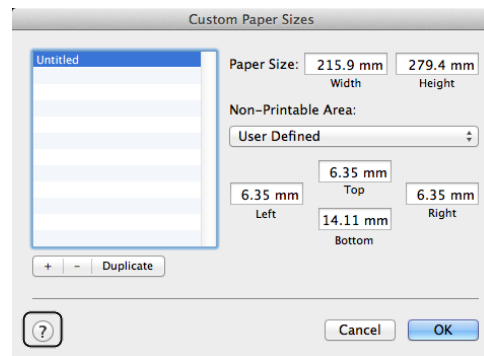 Custom Paper Sizes
Untitled
Paper Size: 215.9 mm 279.4 mm
Width Height
Non-Printable Area:
User Defined
6.35 mm
Top
6.35 mm 6.35 mm
Left Right
14.11 mm
Bottom
+ - Duplicate
? Cancel OK